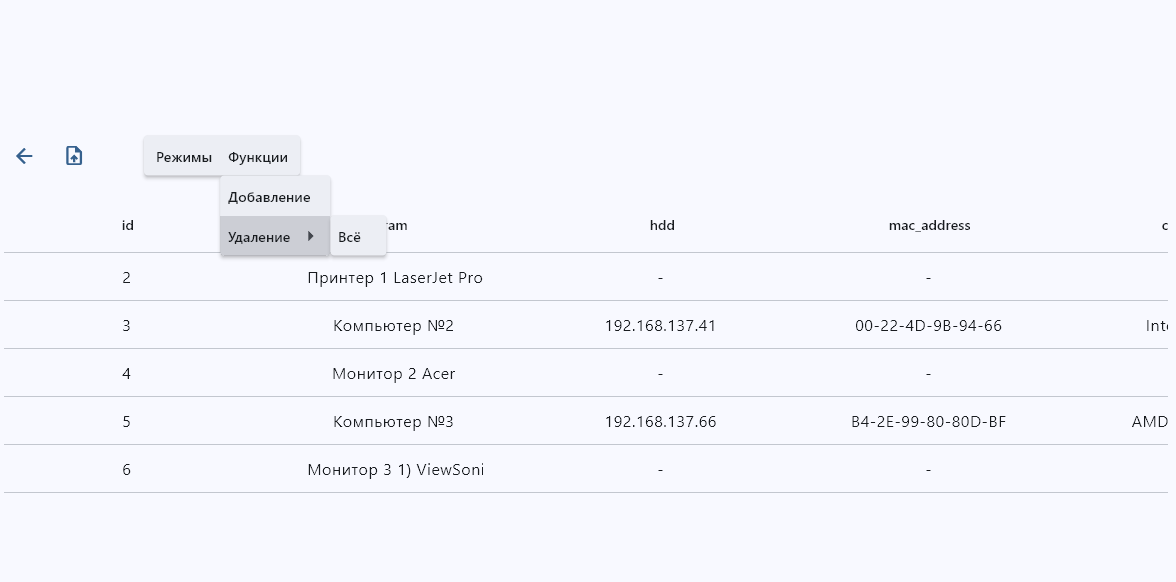 Режимы Функции
Добавление
id ram hdd mac_address c
Удаление Всё
2 Принтер 1 LaserJet Pro - -
3 Компьютер №2 192.168.137.41 00-22-4D-9B-94-66 Inte
4 Монитор 2 Acer - -
5 Компьютер №3 192.168.137.66 B4-2E-99-80-80D-BF AMD
6 Монитор 3 1) ViewSoni - -